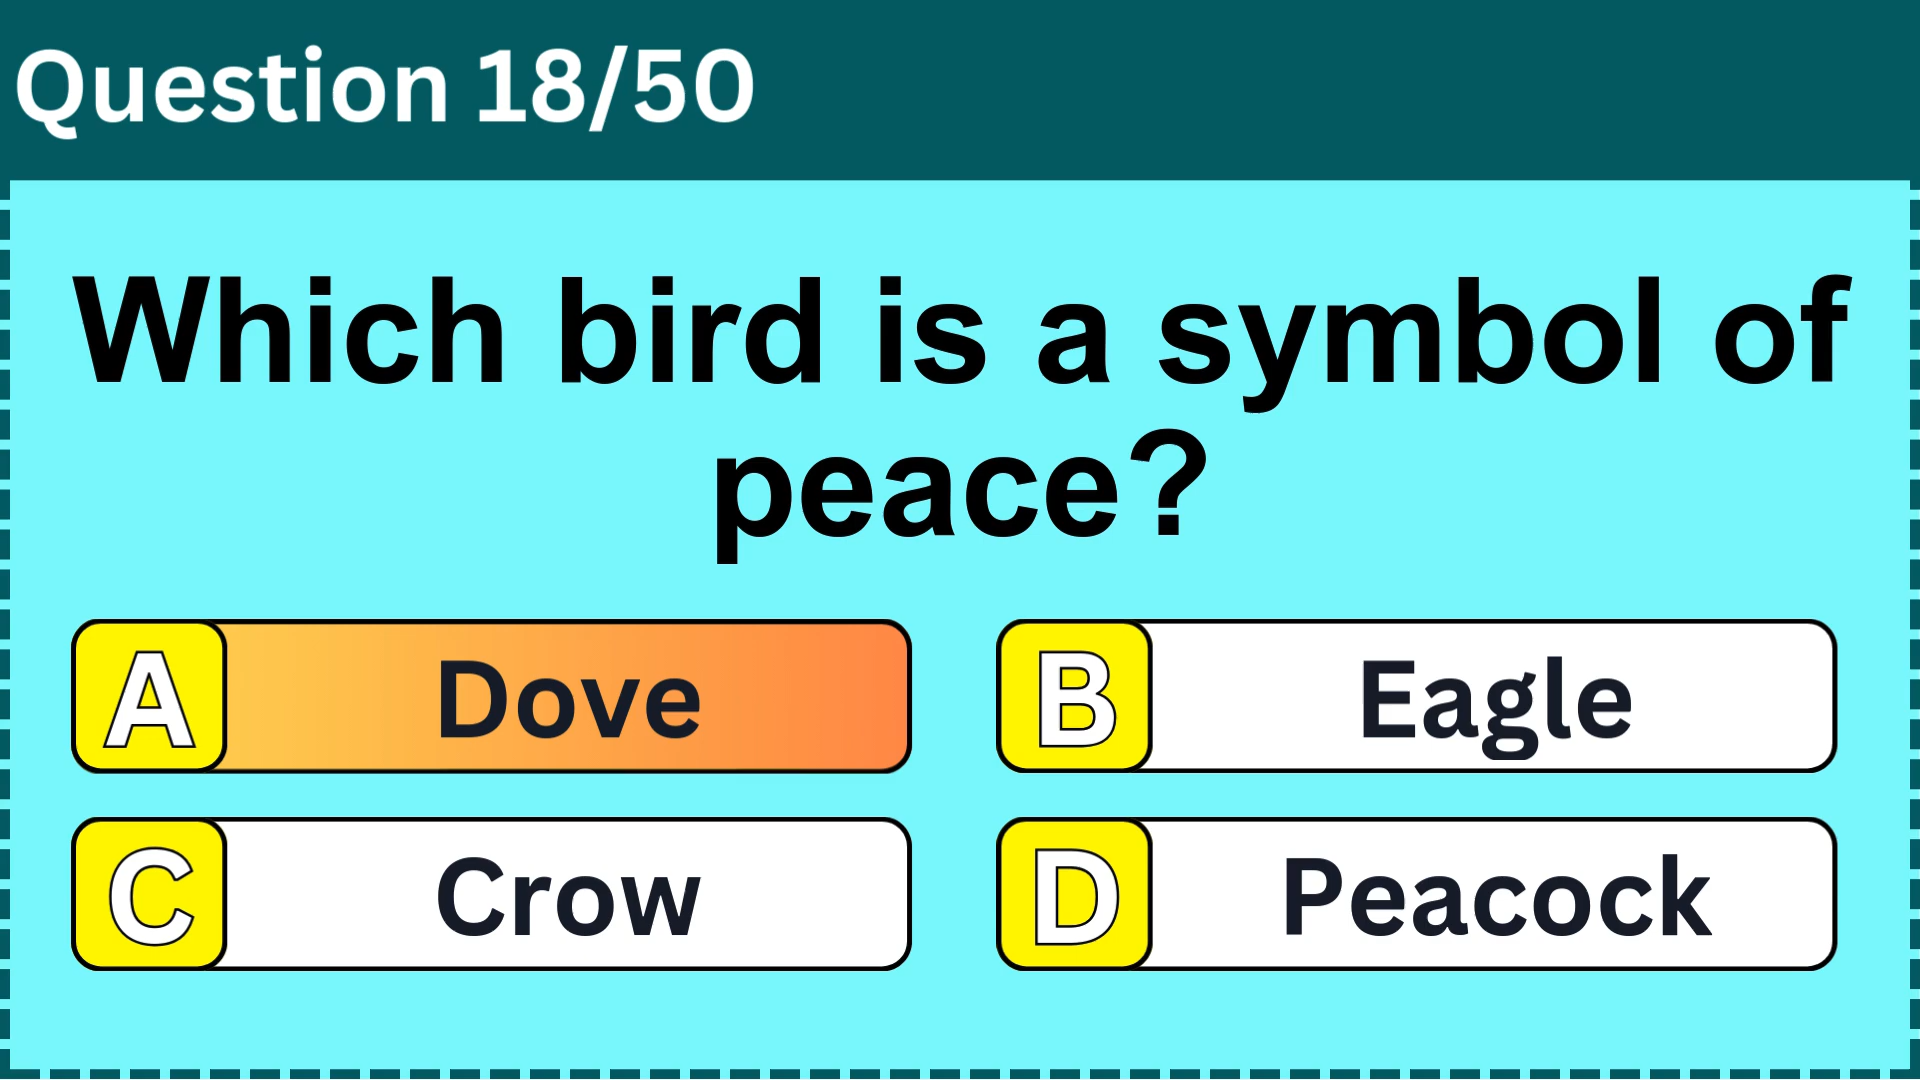 Question 18/50
Which bird is a symbol of
peace?
A Dove
B Eagle
C Crow
D Peacock